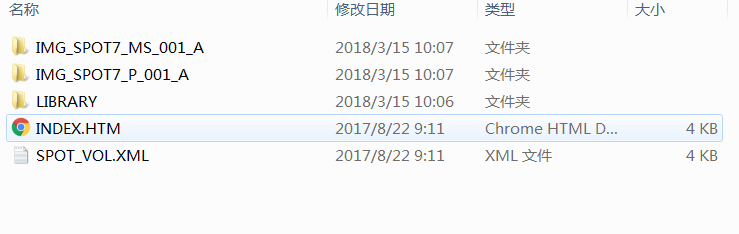 名称 修改日期 类型 大小
IMG_SPOT7_MS_001_A 2018/3/15 10:07 文件夹
IMG_SPOT7_P_001_A 2018/3/15 10:07 文件夹
LIBRARY 2018/3/15 10:06 文件夹
INDEX.HTM 2017/8/22 9:11 Chrome HTML D... 4 KB
SPOT_VOL.XML 2017/8/22 9:11 XML 文件 4 KB